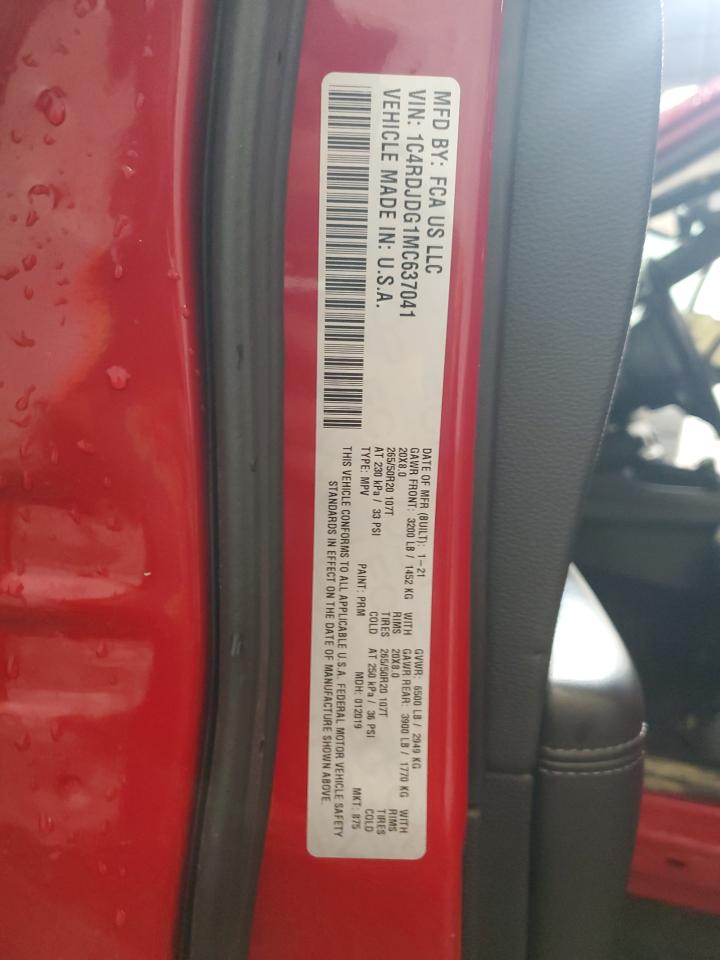 MFD BY: FCA US LLC
VIN: 1C4RDJDG1MC637041
VEHICLE MADE IN: U.S.A.
DATE OF MFR (BUILT): 1-21 GVWR: 6500 LB / 2949 KG
GAWR FRONT: 3200 LB / 1452 KG WITH GAWR REAR: 3900 LB / 1770 KG WITH
20X8.0 RIMS 20X8.0 RIMS
265/50R20 107T TIRES 265/50R20 107T TIRES
AT 230 kPa / 33 PSI COLD AT 250 kPa / 36 PSI COLD
TYPE: MPV PAINT: PRM MDH: 012019 MKT: 875
THIS VEHICLE CONFORMS TO ALL APPLICABLE U.S.A. FEDERAL MOTOR VEHICLE SAFETY
STANDARDS IN EFFECT ON THE DATE OF MANUFACTURE SHOWN ABOVE.